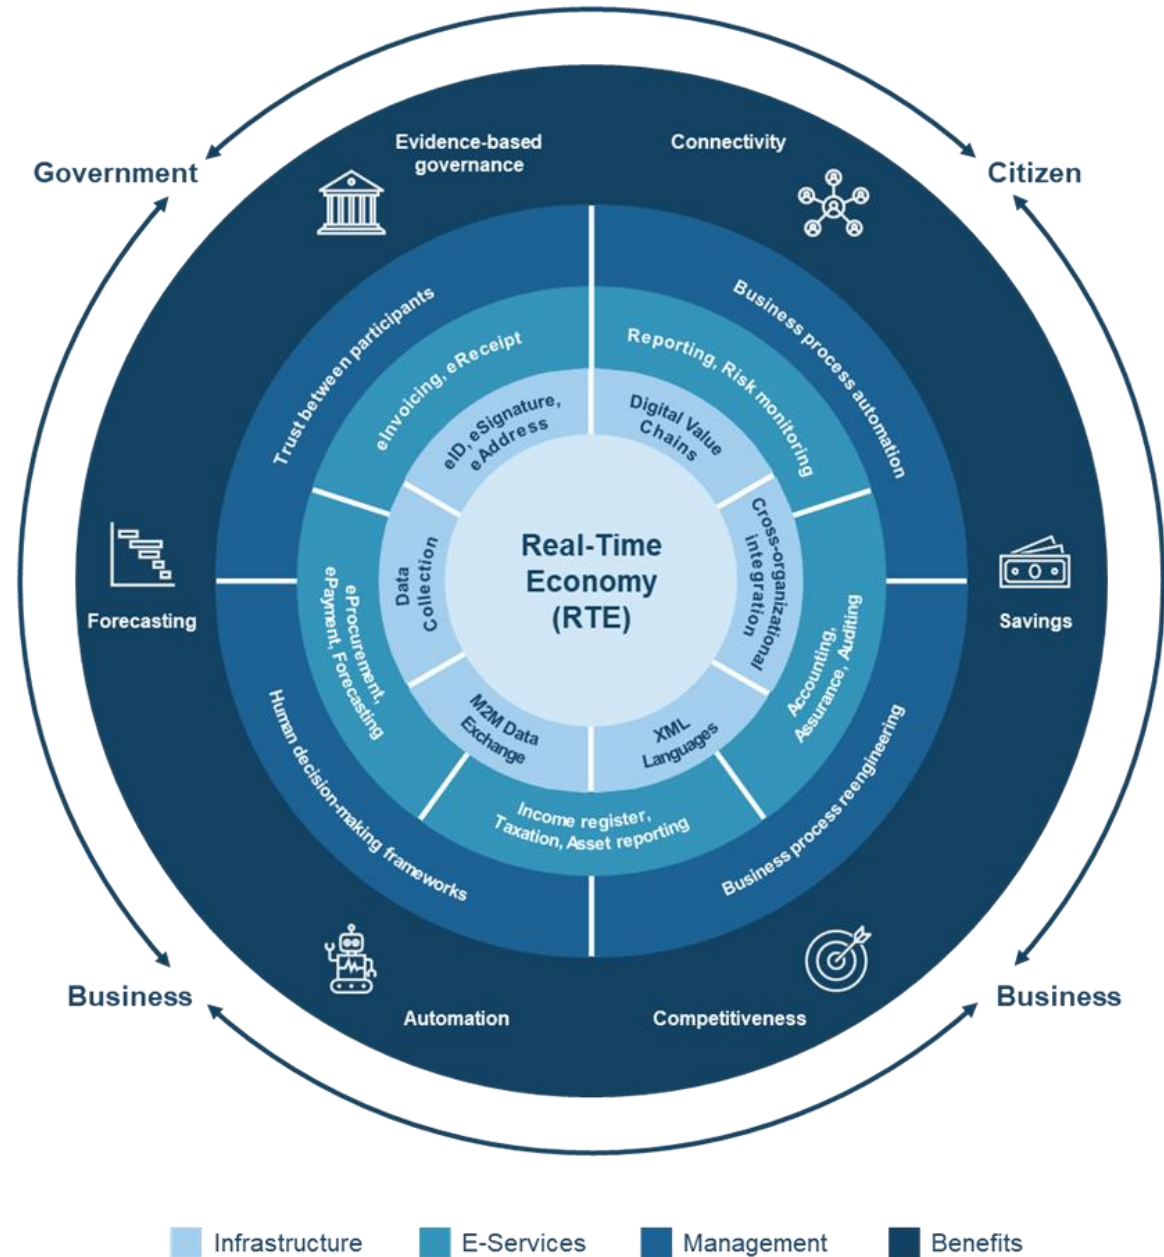 Government
Citizen
Business
Business
Evidence-based
governance
Connectivity
Savings
Competitiveness
Automation
Forecasting
Trust between participants
Business process automation
Business process reengineering
Human decision-making frameworks
eInvoicing, eReceipt
Reporting, Risk monitoring
Accounting,
Assurance, Auditing
Income register,
Taxation, Asset reporting
eProcurement,
ePayment, Forecasting
eID, eSignature,
eAddress
Digital Value
Chains
Cross-organizational
integration
XML
Languages
M2M Data
Exchange
Data
Collection
Real-Time
Economy
(RTE)
Infrastructure
E-Services
Management
Benefits